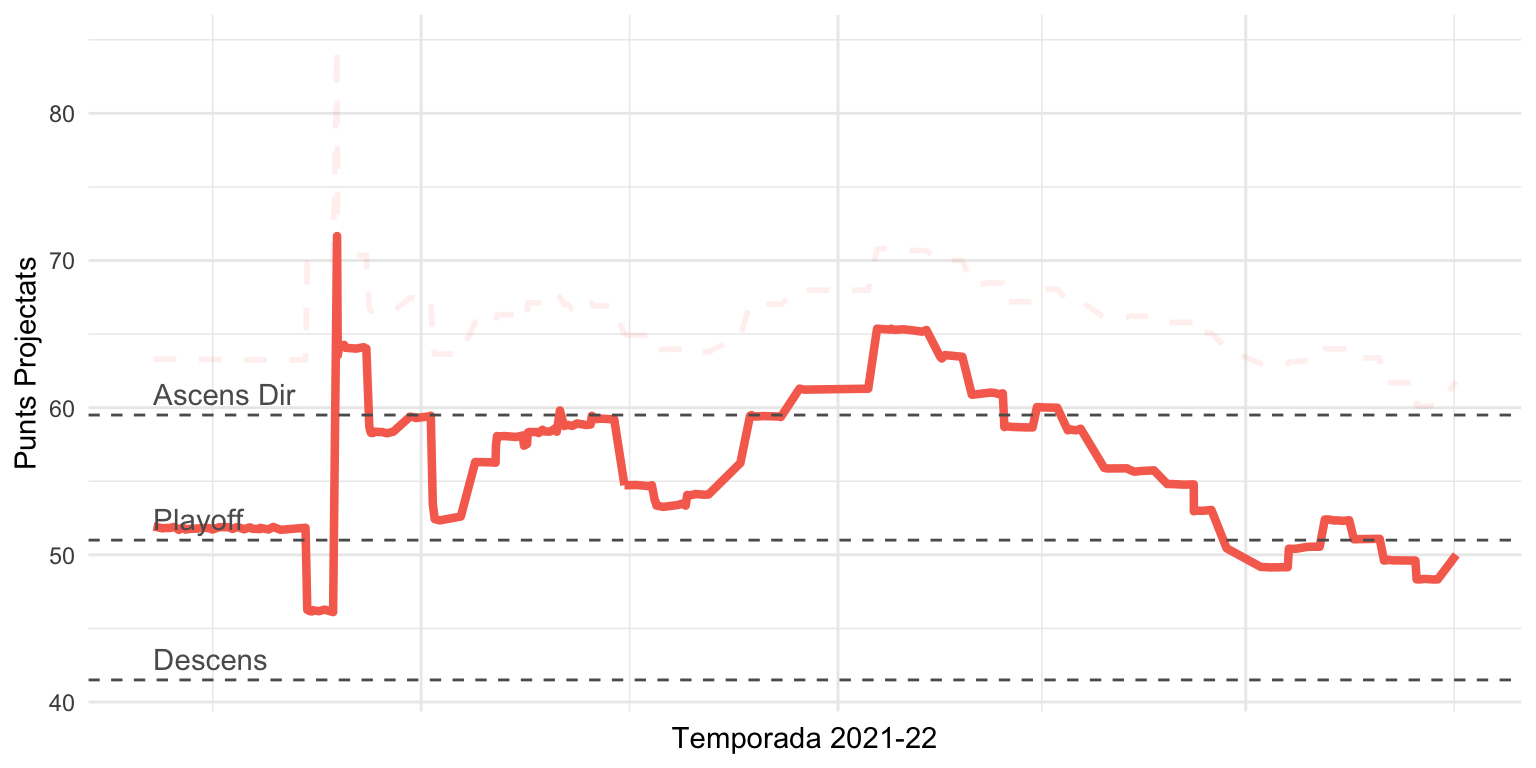 80
70
60
50
40
Punts Projectats
Ascens Dir
Playoff
Descens
Temporada 2021-22